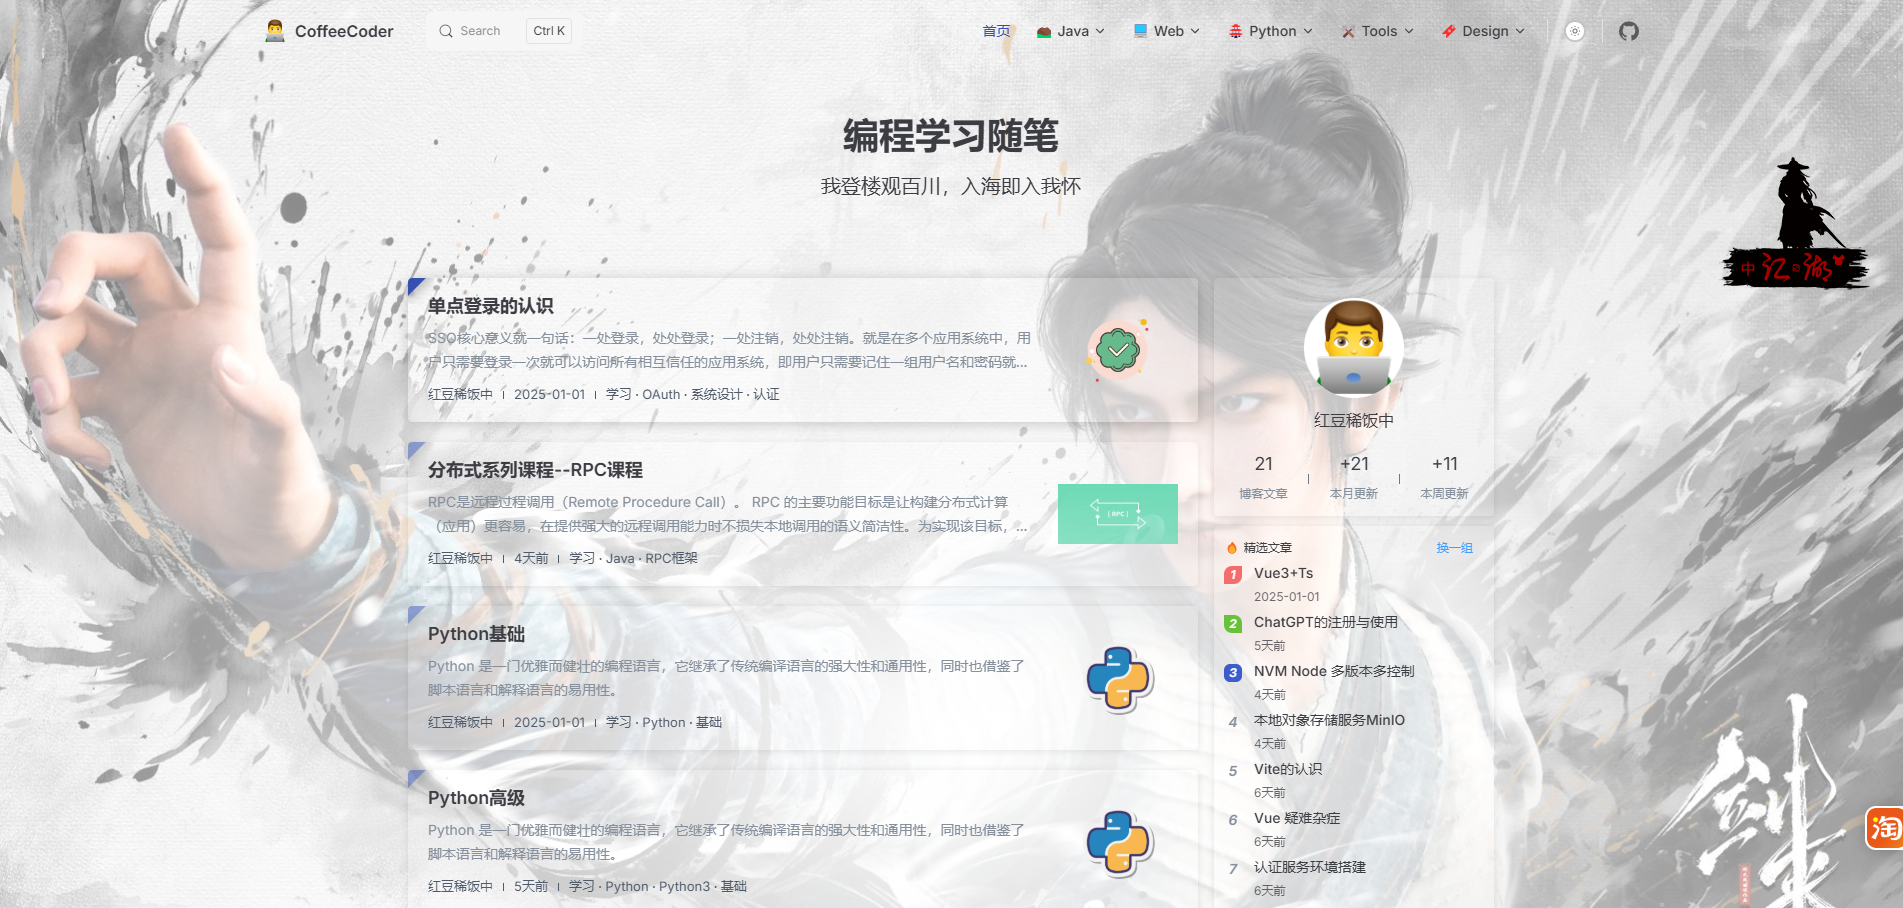 CoffeeCoder
Search
Ctrl K
首页
Java
Web
Python
Tools
Design
编程学习随笔
我登楼观百川，入海即入我怀
单点登录的认识
SSO核心意义就一句话：一处登录，处处登录；一处注销，处处注销。就是在多个应用系统中，用
户只需要登录一次就可以访问所有相互信任的应用系统，即用户只需要记住一组用户名和密码就...
红豆稀饭中
2025-01-01
学习 · OAuth · 系统设计 · 认证
分布式系列课程--RPC课程
RPC是远程过程调用（Remote Procedure Call）。 RPC 的主要功能目标是让构建分布式计算
（应用）更容易，在提供强大的远程调用能力时不损失本地调用的语义简洁性。为实现该目标，...
红豆稀饭中
4天前
学习 · Java · RPC框架
RPC
Python基础
Python 是一门优雅而健壮的编程语言，它继承了传统编译语言的强大性和通用性，同时也借鉴了
脚本语言和解释语言的易用性。
红豆稀饭中
2025-01-01
学习 · Python · 基础
Python高级
Python 是一门优雅而健壮的编程语言，它继承了传统编译语言的强大性和通用性，同时也借鉴了
脚本语言和解释语言的易用性。
红豆稀饭中
5天前
学习 · Python · Python3 · 基础
红豆稀饭中
21
博客文章
+21
本月更新
+11
本周更新
精选文章
换一组
1
Vue3+Ts
2025-01-01
2
ChatGPT的注册与使用
5天前
3
NVM Node 多版本多控制
4天前
4
本地对象存储服务MinIO
4天前
5
Vite的认识
6天前
6
Vue 疑难杂症
6天前
7
认证服务环境搭建
6天前
中
江
湖
剑来
淘